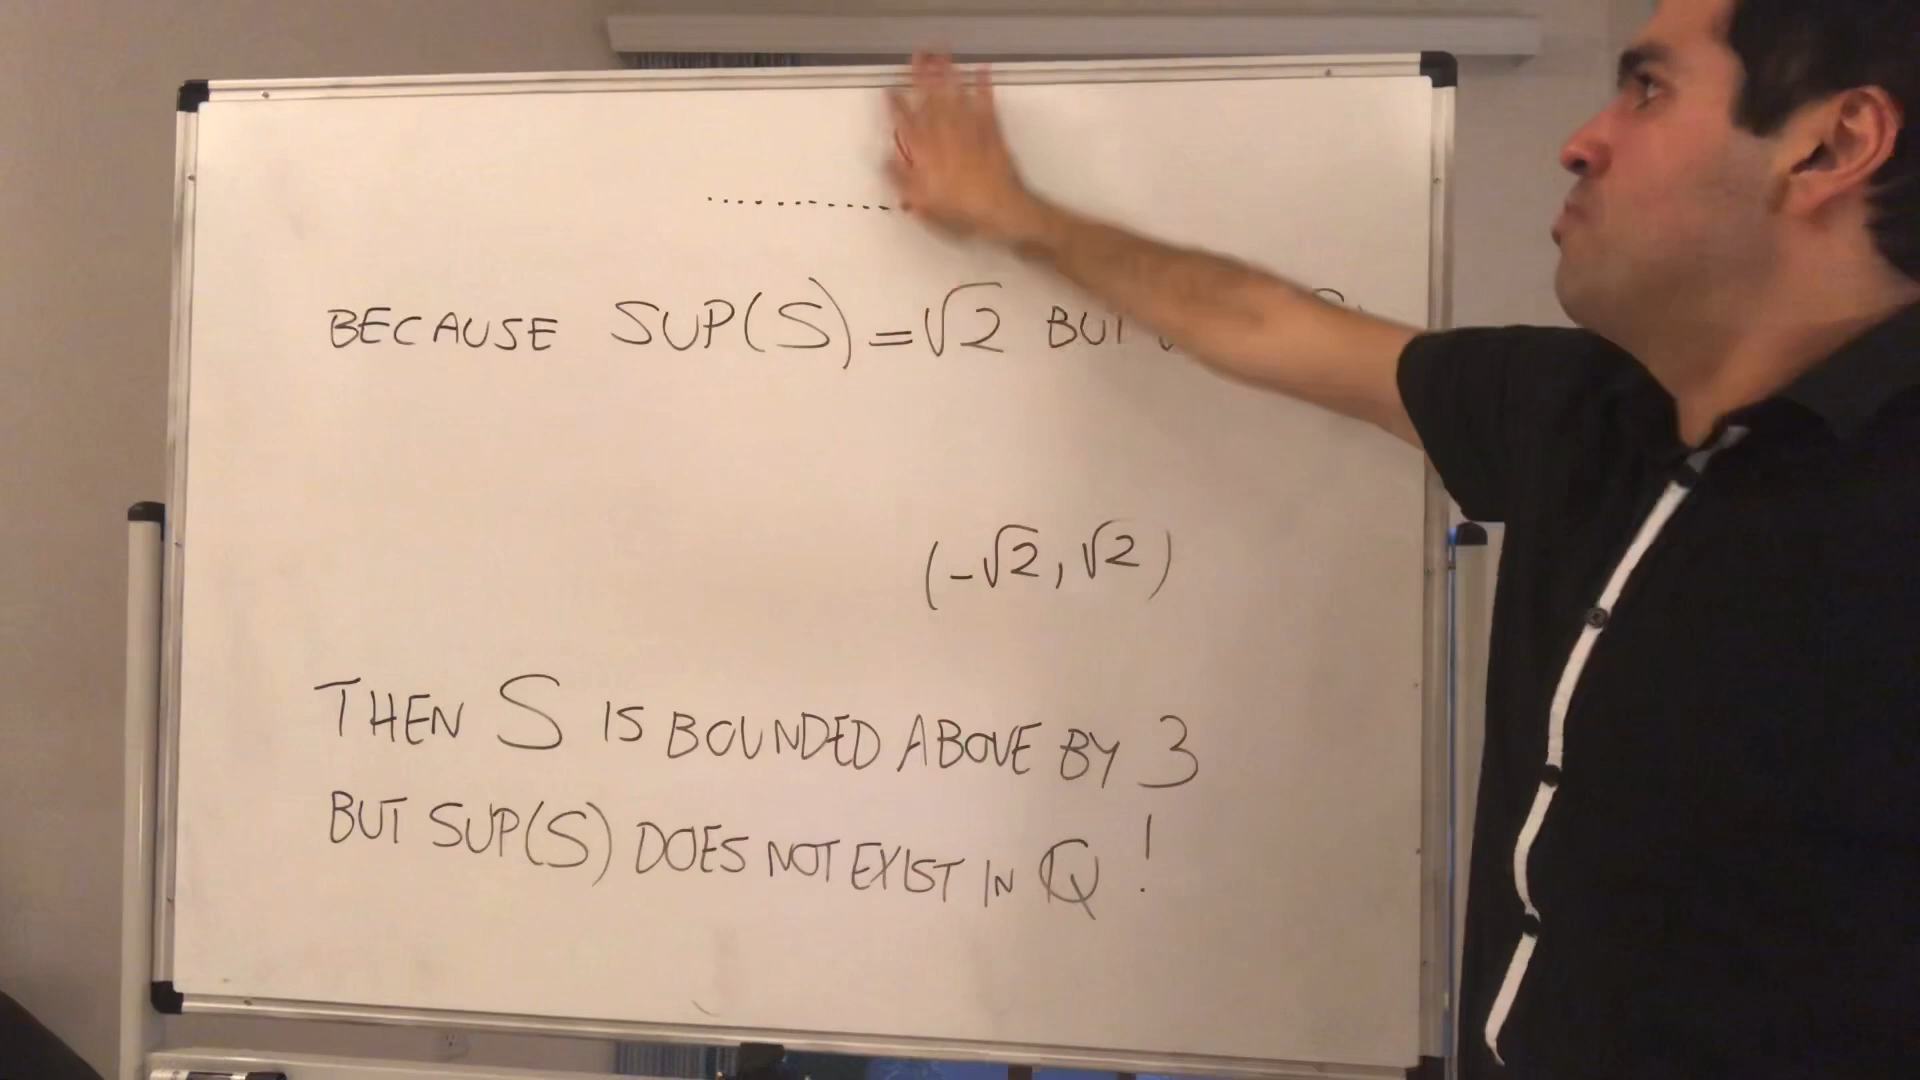 BECAUSE SUP(S) = √2 BUT
(-√2, √2)
THEN S IS BOUNDED ABOVE BY 3
BUT SUP(S) DOES NOT EXIST IN ℚ !